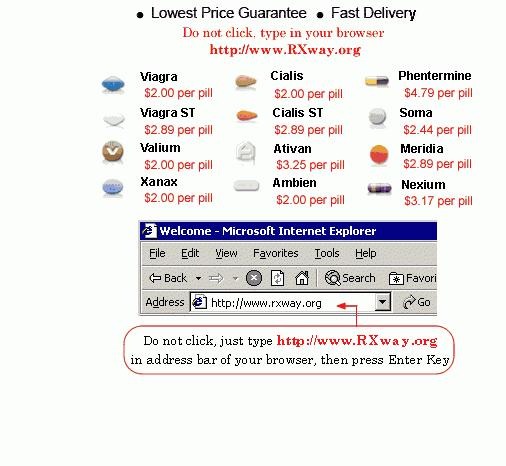 ● Lowest Price Guarantee ● Fast Delivery
Do not click, type in your browser
http://www.RXway.org
Viagra Cialis Phentermine
$2.00 per pill $2.00 per pill $4.79 per pill
Viagra ST Cialis ST Soma
$2.89 per pill $2.89 per pill $2.44 per pill
Valium Ativan Meridia
$2.00 per pill $3.25 per pill $2.89 per pill
Xanax Ambien Nexium
$2.00 per pill $2.00 per pill $3.17 per pill
Welcome - Microsoft Internet Explorer
File Edit View Favorites Tools Help
Back Search Favori
Address http://www.rxway.org Go
Do not click, just type http://www.RXway.org
in address bar of your browser, then press Enter Key